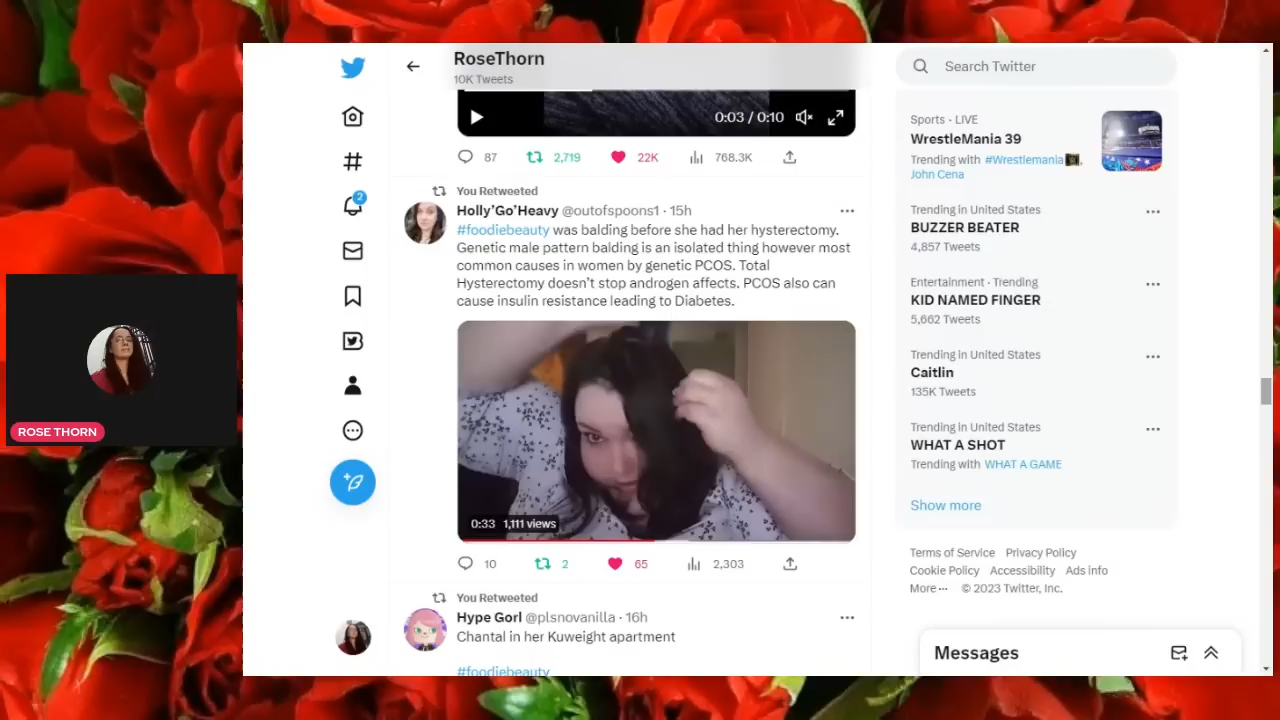 RoseThorn
10K Tweets
0:03 / 0:10
87
2,719
22K
768.3K
You Retweeted
Holly'Go'Heavy @outofspoons1 · 15h
#foodiebeauty was balding before she had her hysterectomy.
Genetic male pattern balding is an isolated thing however most
common causes in women by genetic PCOS. Total
Hysterectomy doesn't stop androgen affects. PCOS also can
cause insulin resistance leading to Diabetes.
0:33 1,111 views
10
2
65
2,303
You Retweeted
Hype Gorl @plsnovanilla · 16h
Chantal in her Kuweight apartment
#foodiebeauty
2
ROSE THORN
Search Twitter
Sports · LIVE
WrestleMania 39
Trending with #Wrestlemania,
John Cena
Trending in United States
BUZZER BEATER
4,857 Tweets
Entertainment · Trending
KID NAMED FINGER
5,662 Tweets
Trending in United States
Caitlin
135K Tweets
Trending in United States
WHAT A SHOT
Trending with WHAT A GAME
Show more
Terms of Service Privacy Policy
Cookie Policy Accessibility Ads info
More ··· © 2023 Twitter, Inc.
Messages